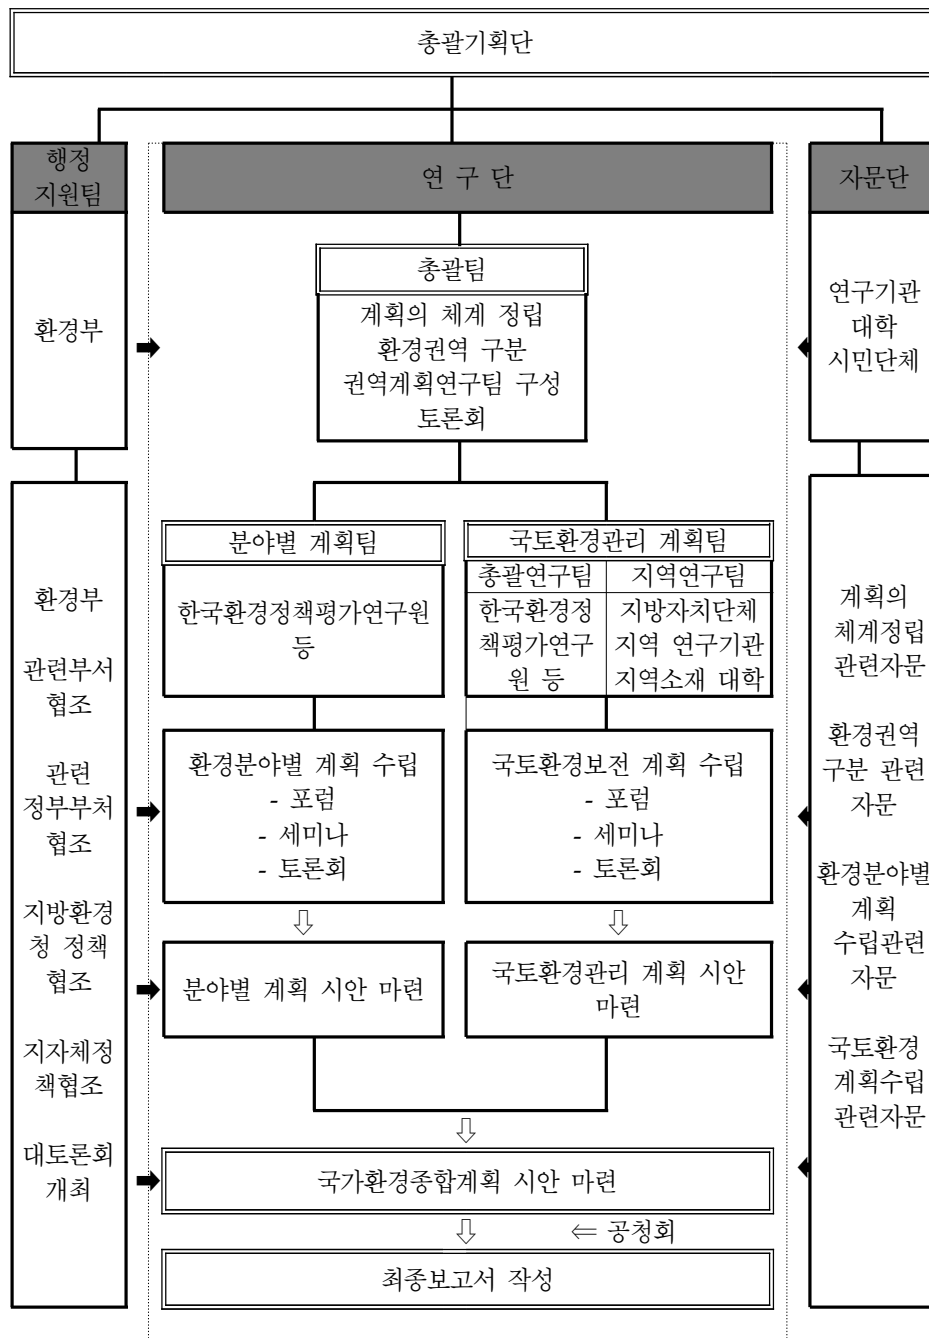 총괄기획단
행정
지원팀
연 구 단
자문단
환경부
총괄팀
계획의 체계 정립
환경권역 구분
권역계획연구팀 구성
토론회
연구기관
대학
시민단체
분야별 계획팀
한국환경정책평가연구원
등
국토환경관리 계획팀
총괄연구팀
지역연구팀
한국환경정
책평가연구
원 등
지방자치단체
지역 연구기관
지역소재 대학
환경분야별 계획 수립
- 포럼
- 세미나
- 토론회
국토환경보전 계획 수립
- 포럼
- 세미나
- 토론회
⇩
⇩
분야별 계획 시안 마련
국토환경관리 계획 시안
마련
⇩
국가환경종합계획 시안 마련
⇩
⇐ 공청회
최종보고서 작성
환경부
관련부서
협조
관련
정부부처
협조
지방환경
청 정책
협조
지자체정
책협조
대토론회
개최
계획의
체계정립
관련자문
환경권역
구분 관련
자문
환경분야별
계획
수립관련
자문
국토환경
계획수립
관련자문